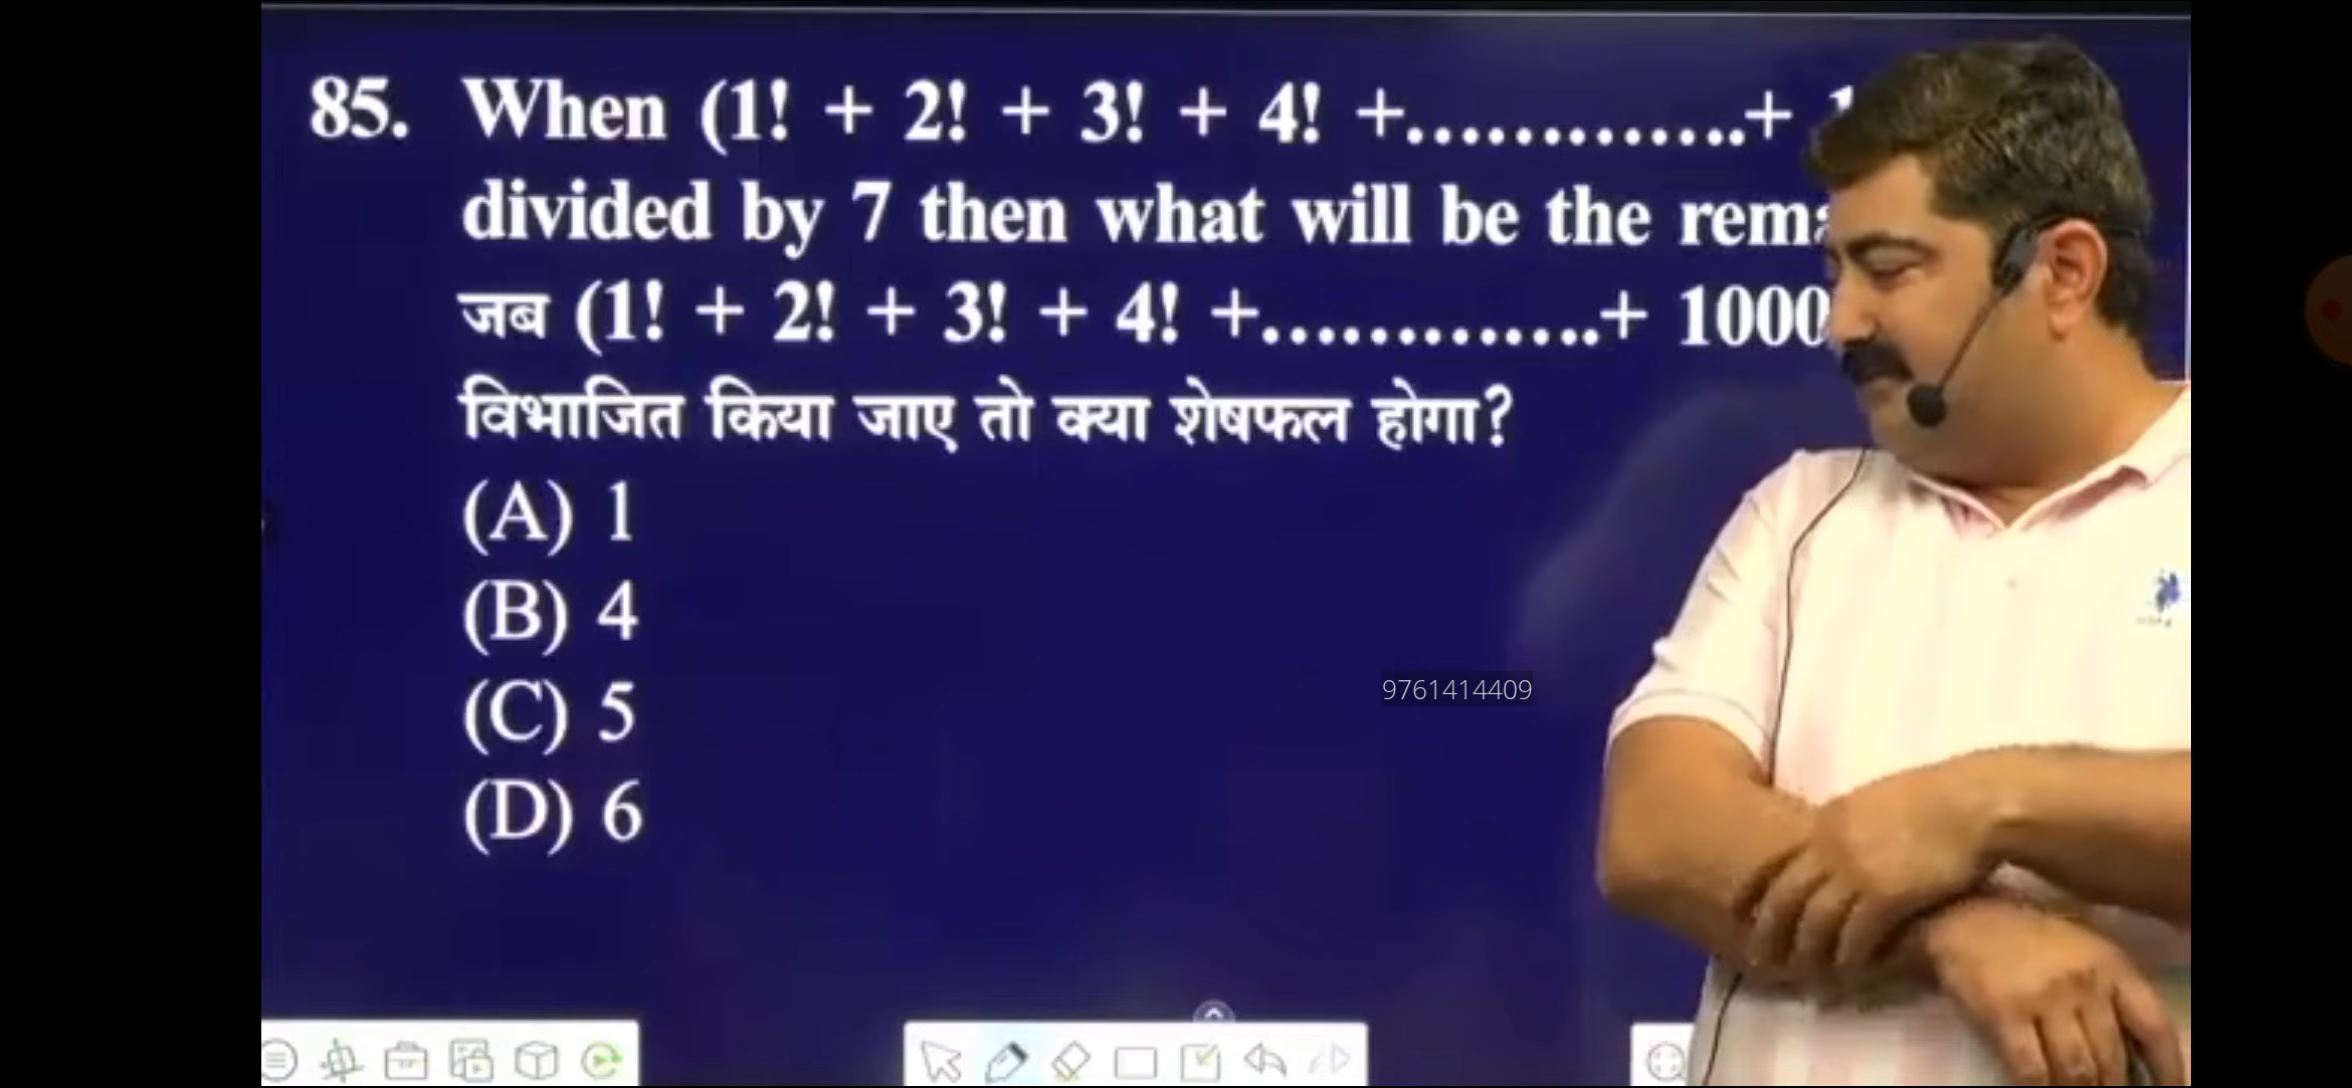 85. When (1! + 2! + 3! + 4! +.............+
divided by 7 then what will be the
जब (1! + 2! + 3! + 4! +.............+ 1000
विभाजित किया जाए तो क्या शेषफल होगा?
(A) 1
(B) 4
(C) 5
(D) 6
9761414409